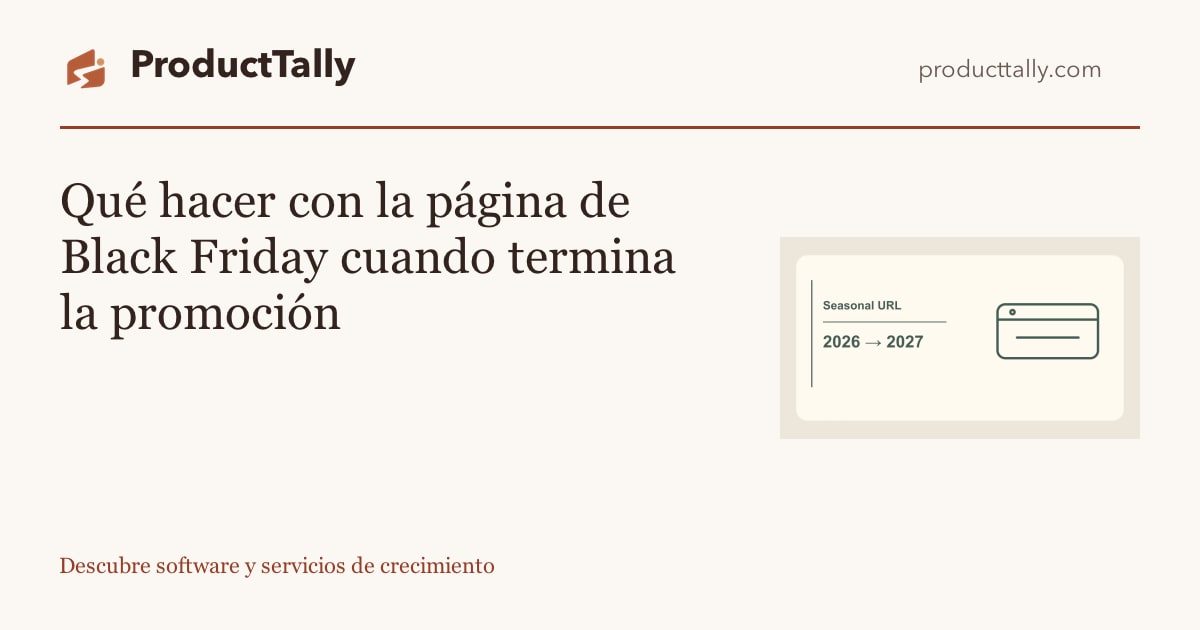 ProductTally
producttally.com
Qué hacer con la página de
Black Friday cuando termina
la promoción
Seasonal URL
2026 → 2027
Descubre software y servicios de crecimiento